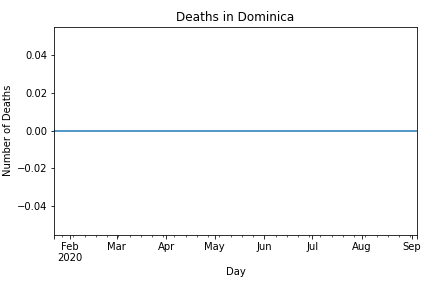 Deaths in Dominica
Number of Deaths
0.04
0.02
0.00
−0.02
−0.04
Feb Mar Apr May Jun Jul Aug Sep
2020
Day